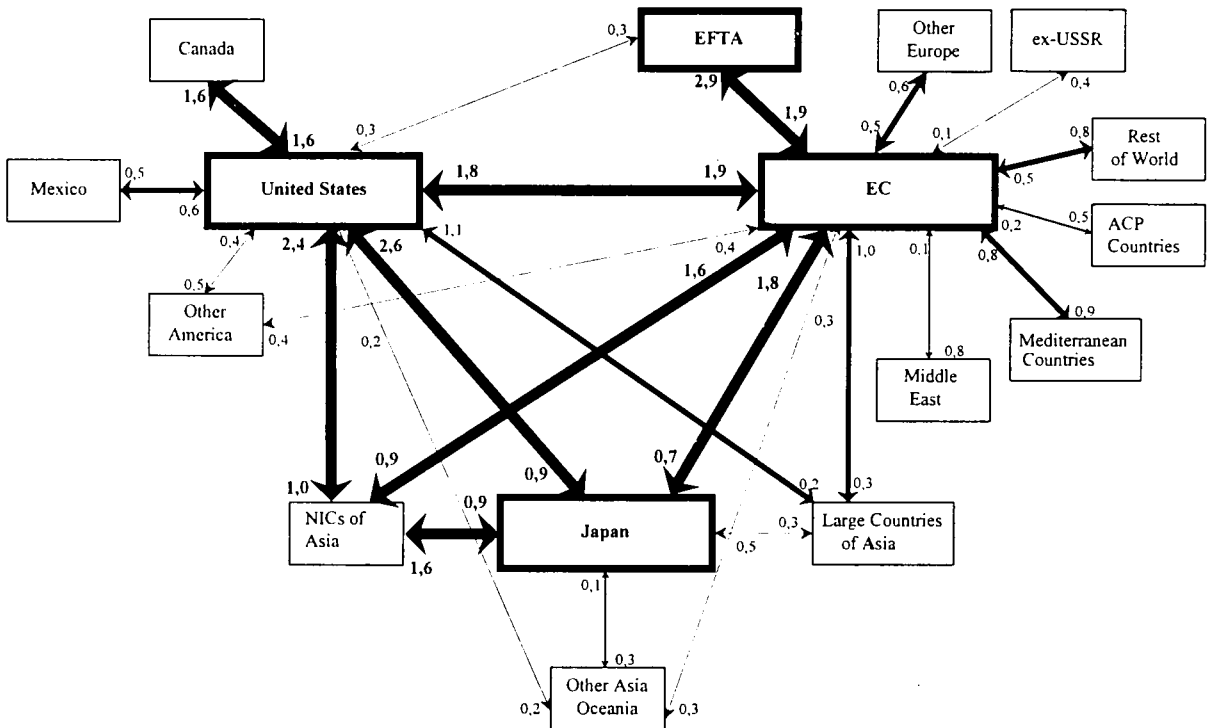 Canada
EFTA
Other
Europe
ex-USSR
0,3
2,9
0,6
0,4
1,6
1,6
0,3
1,9
0,5
0,1
0,8
Rest
of World
0,5
Mexico
0,5
0,6
United States
1,8
1,9
EC
0,5
0,2
ACP
Countries
0,4
2,4
2,6
1,1
0,4
1,6
1,8
1,0
0,1
0,8
0,5
Other
America
0,4
0,2
0,3
0,9
Mediterranean
Countries
0,8
Middle
East
0,9
0,9
0,7
1,0
0,2
0,3
NICs of
Asia
0,9
1,6
Japan
0,5
0,3
Large Countries
of Asia
0,1
0,3
0,2
Other Asia
Oceania
0,3